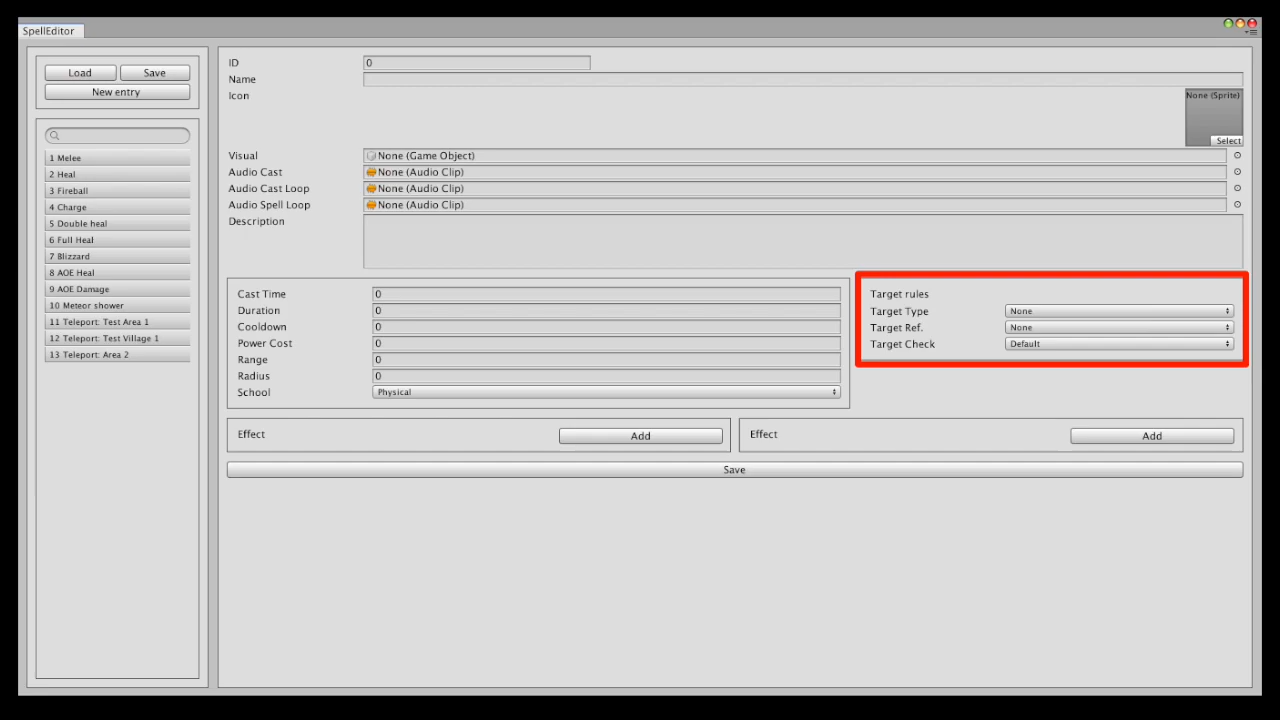 SpellEditor
Load Save
New entry
1 Melee
2 Heal
3 Fireball
4 Charge
5 Double heal
6 Full Heal
7 Blizzard
8 AOE Heal
9 AOE Damage
10 Meteor shower
11 Teleport: Test Area 1
12 Teleport: Test Village 1
13 Teleport: Area 2
ID 0
Name
Icon None (Sprite)
Select
Visual None (Game Object)
Audio Cast None (Audio Clip)
Audio Cast Loop None (Audio Clip)
Audio Spell Loop None (Audio Clip)
Description
Cast Time 0
Duration 0
Cooldown 0
Power Cost 0
Range 0
Radius 0
School Physical
Target rules
Target Type None
Target Ref. None
Target Check Default
Effect Add
Effect Add
Save